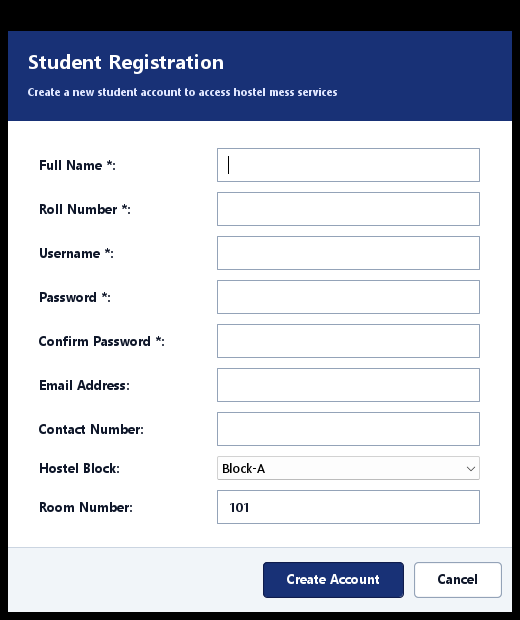 Student Registration
Create a new student account to access hostel mess services
Full Name *:
Roll Number *:
Username *:
Password *:
Confirm Password *:
Email Address:
Contact Number:
Hostel Block: Block-A
Room Number: 101
Create Account Cancel